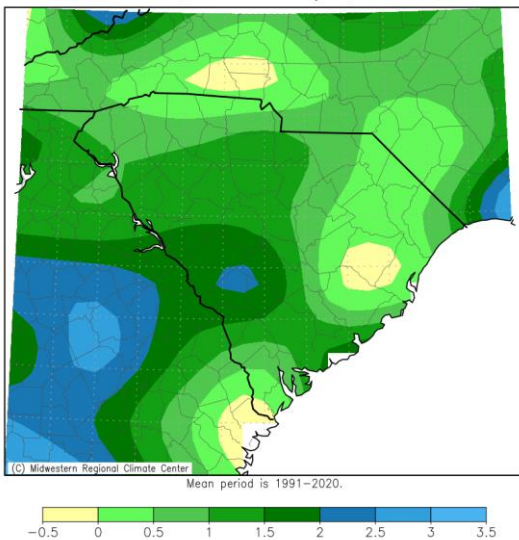 (C) Midwestern Regional Climate Center
Mean period is 1991-2020.
-0.5 0 0.5 1 1.5 2 2.5 3 3.5